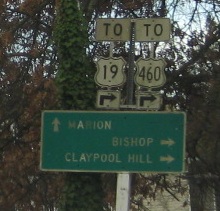 TO TO
19 460
MARION
BISHOP
CLAYPOOL HILL